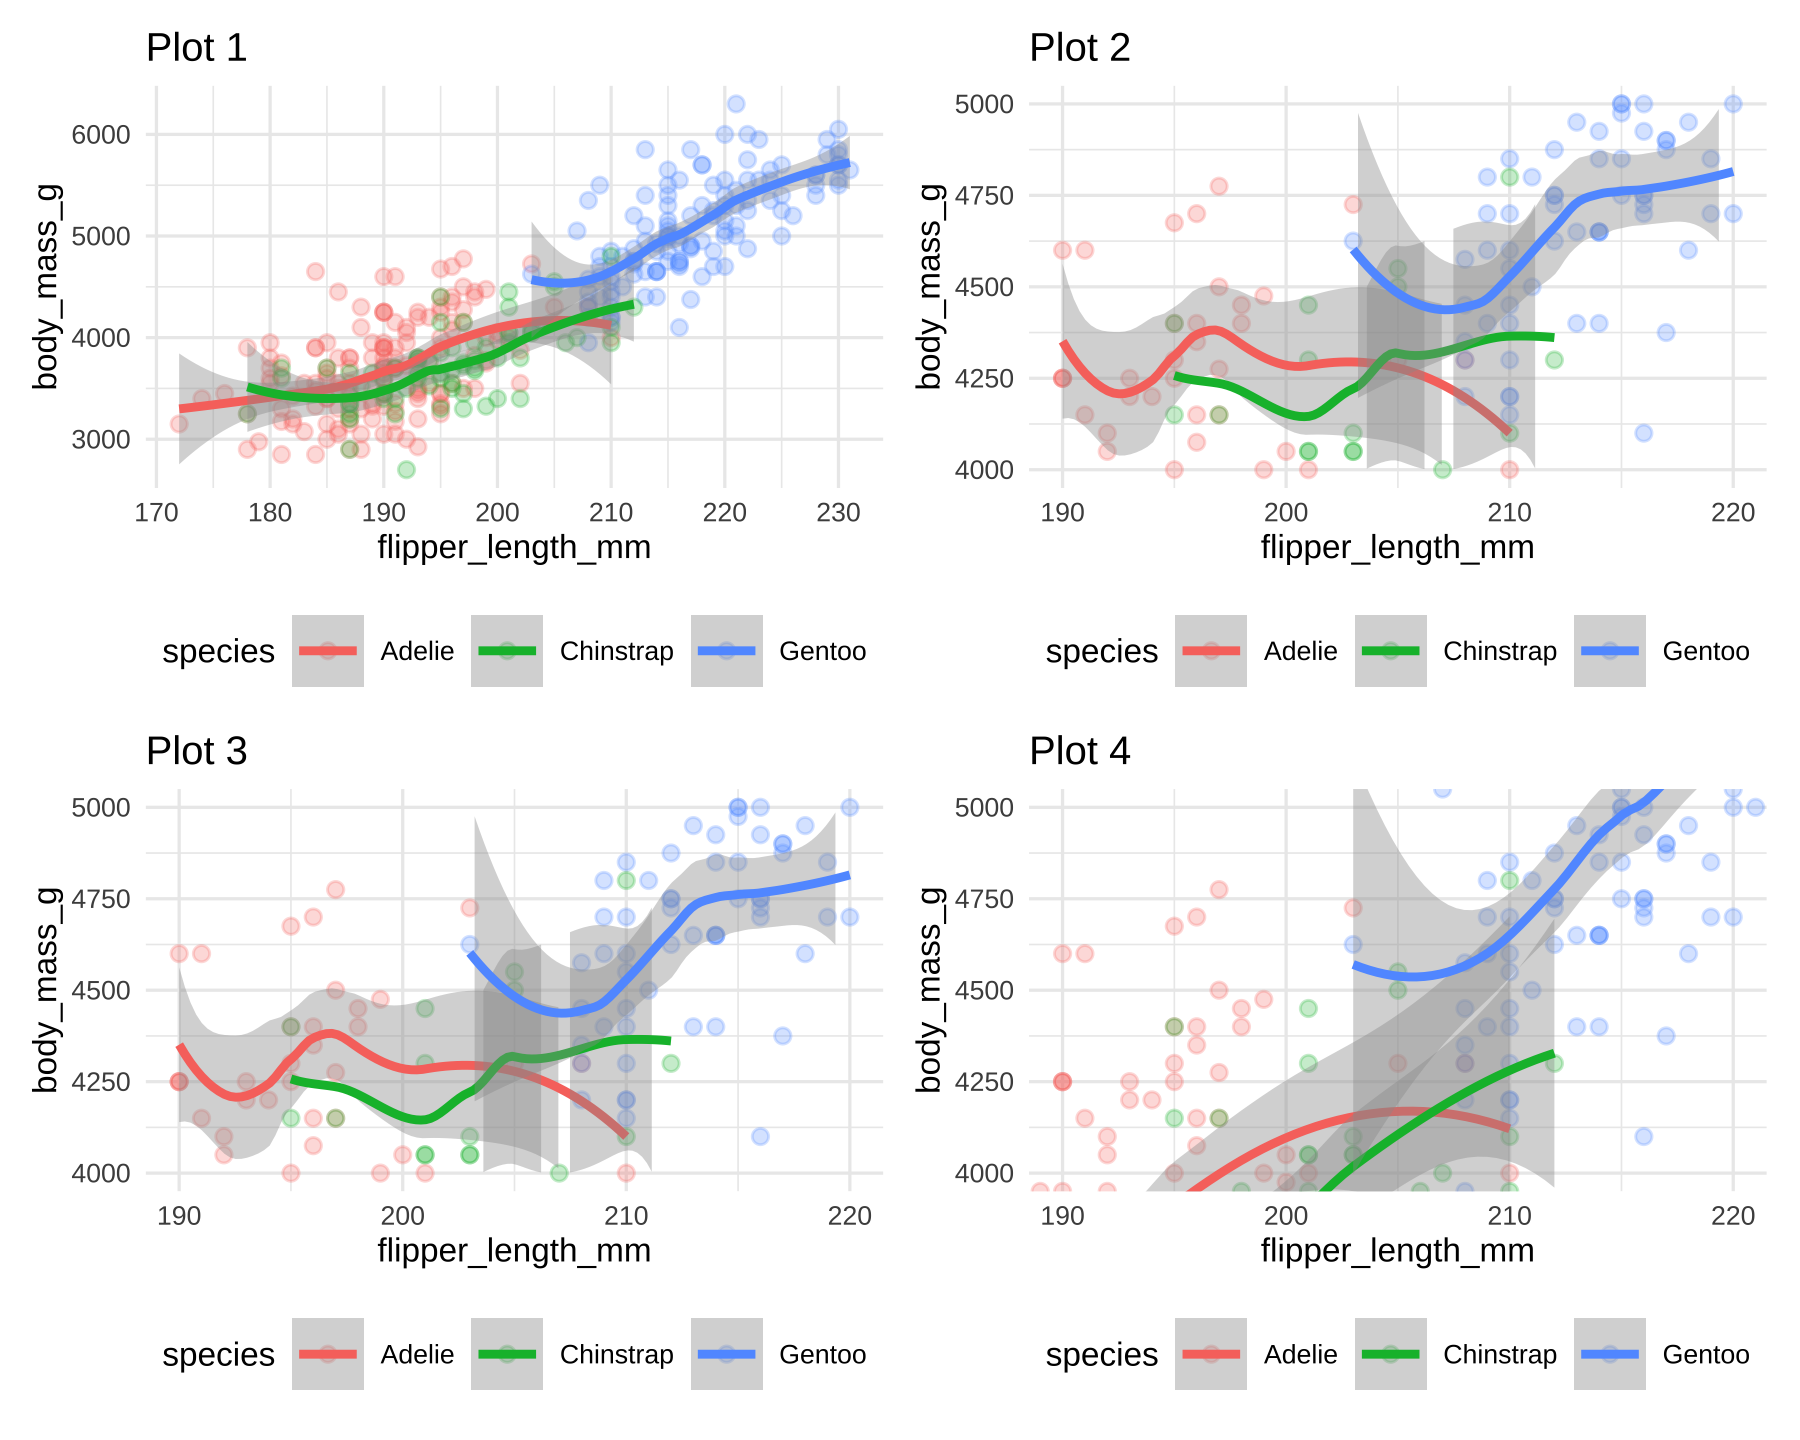 Plot 1
6000
5000
4000
3000
body_mass_g
170 180 190 200 210 220 230
flipper_length_mm
species Adelie Chinstrap Gentoo
Plot 2
5000
4750
4500
4250
4000
body_mass_g
190 200 210 220
flipper_length_mm
species Adelie Chinstrap Gentoo
Plot 3
5000
4750
4500
4250
4000
body_mass_g
190 200 210 220
flipper_length_mm
species Adelie Chinstrap Gentoo
Plot 4
5000
4750
4500
4250
4000
body_mass_g
190 200 210 220
flipper_length_mm
species Adelie Chinstrap Gentoo